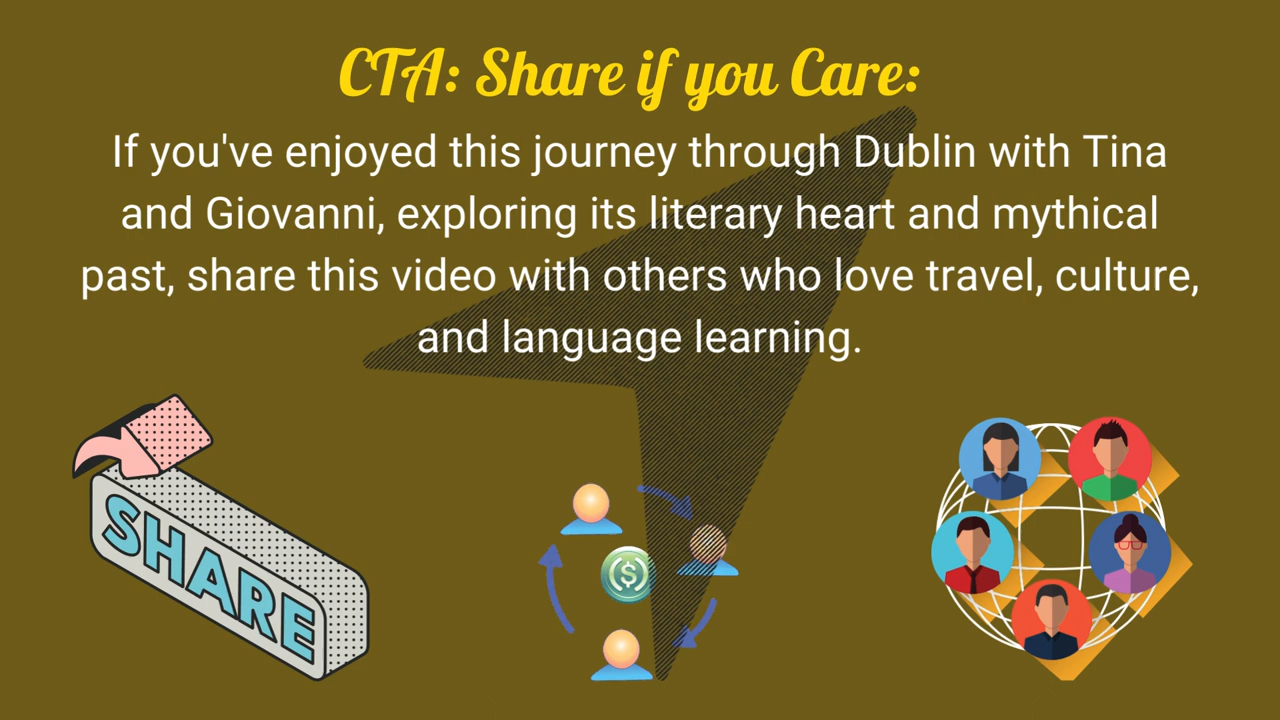 CTA: Share if you Care:
If you've enjoyed this journey through Dublin with Tina
and Giovanni, exploring its literary heart and mythical
past, share this video with others who love travel, culture,
and language learning.
SHARE
$